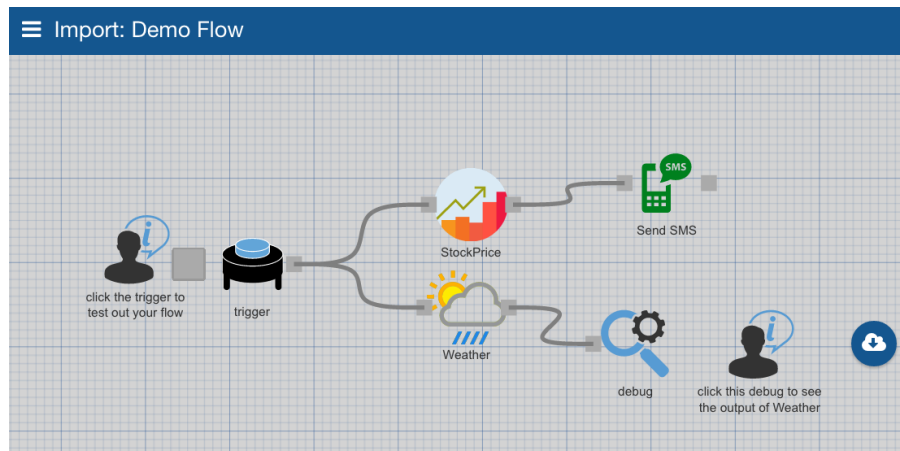 Import: Demo Flow
SMS
Send SMS
StockPrice
click the trigger to
test out your flow
trigger
Weather
debug
click this debug to see
the output of Weather